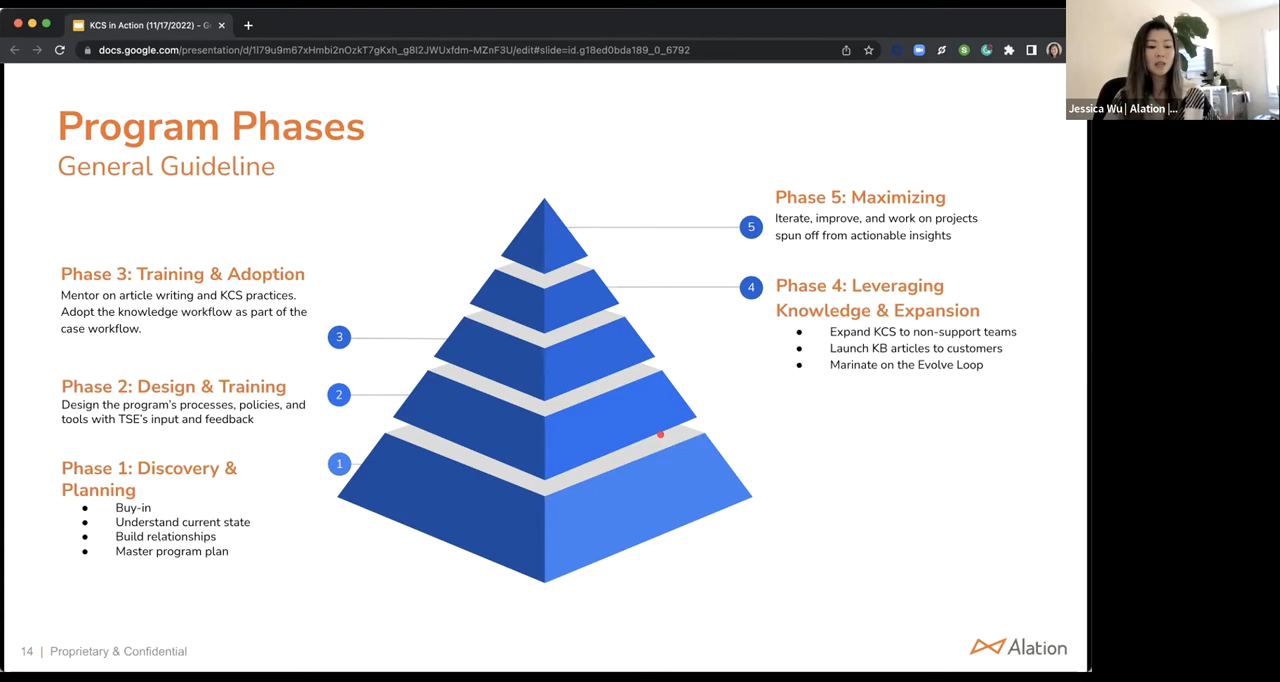 KCS in Action (11/17/2022) - G
docs.google.com/presentation/d/1l79u9m67xHmbi2nOzkT7gKxh_g8I2JWUxfdm-MZnF3U/edit#slide=id.g18ed0bda189_0_6792
Jessica Wu | Alation |...
Program Phases
General Guideline
Phase 5: Maximizing
Iterate, improve, and work on projects
spun off from actionable insights
5
Phase 4: Leveraging
Knowledge & Expansion
● Expand KCS to non-support teams
● Launch KB articles to customers
● Marinate on the Evolve Loop
4
Phase 3: Training & Adoption
Mentor on article writing and KCS practices.
Adopt the knowledge workflow as part of the
case workflow.
3
Phase 2: Design & Training
Design the program's processes, policies, and
tools with TSE's input and feedback
2
Phase 1: Discovery &
Planning
● Buy-in
● Understand current state
● Build relationships
● Master program plan
1
14 | Proprietary & Confidential
Alation